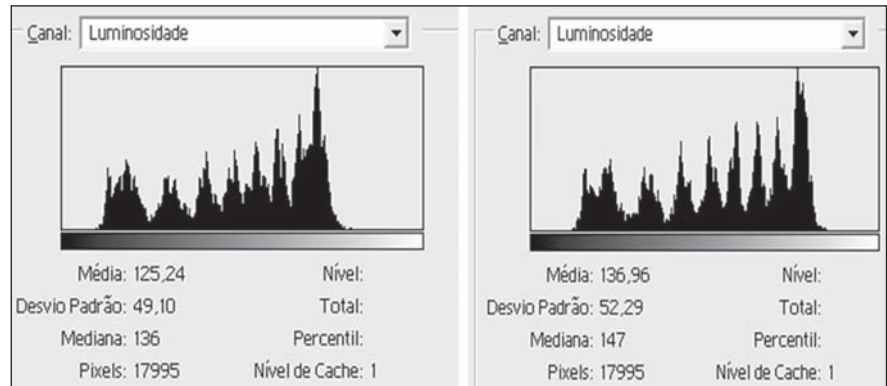 Canal: Luminosidade
Média: 125,24 Nível:
Desvio Padrão: 49,10 Total:
Mediana: 136 Percentil:
Pixels: 17995 Nível de Cache: 1
Canal: Luminosidade
Média: 136,96 Nível:
Desvio Padrão: 52,29 Total:
Mediana: 147 Percentil:
Pixels: 17995 Nível de Cache: 1